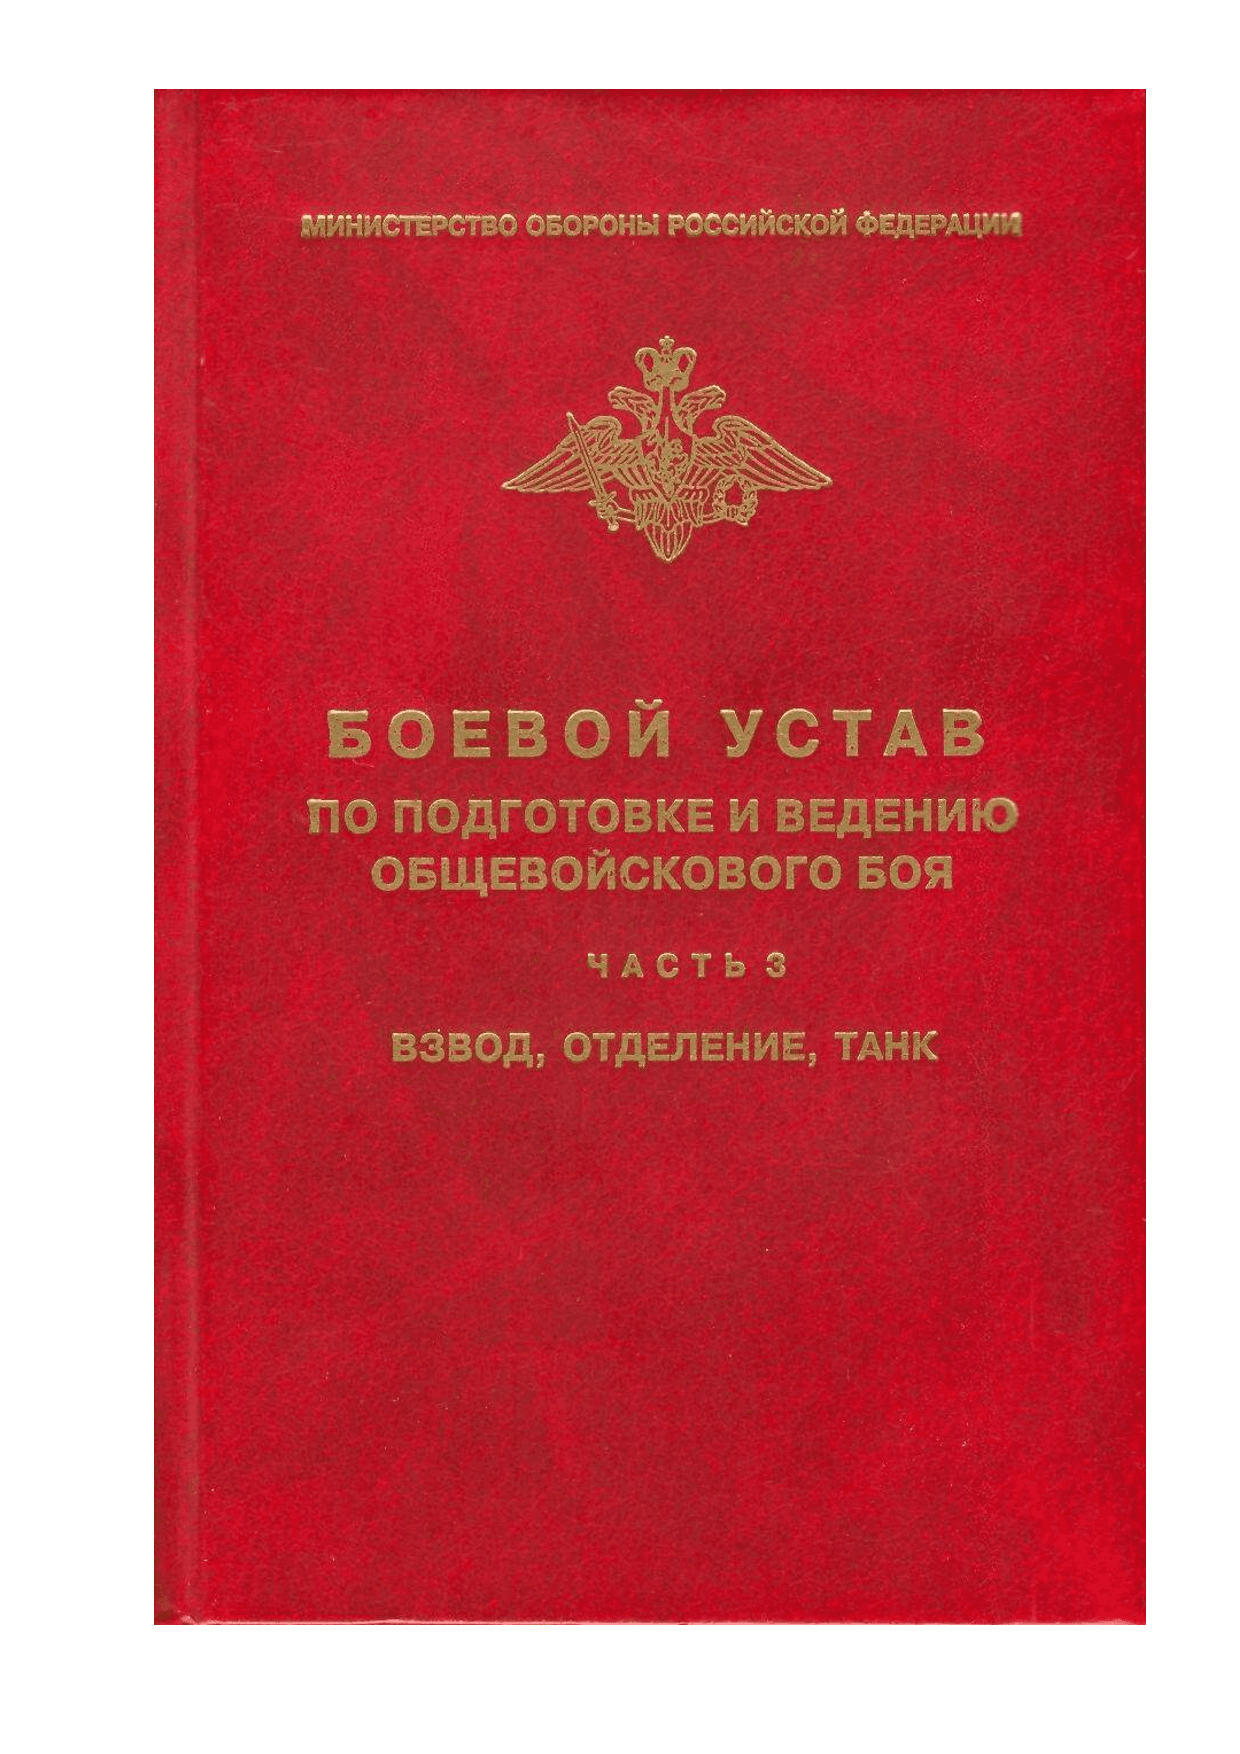 МИНИСТЕРСТВО ОБОРОНЫ РОССИЙСКОЙ ФЕДЕРАЦИИ
БОЕВОЙ УСТАВ
ПО ПОДГОТОВКЕ И ВЕДЕНИЮ
ОБЩЕВОЙСКОВОГО БОЯ
ЧАСТЬ 3
ВЗВОД, ОТДЕЛЕНИЕ, ТАНК